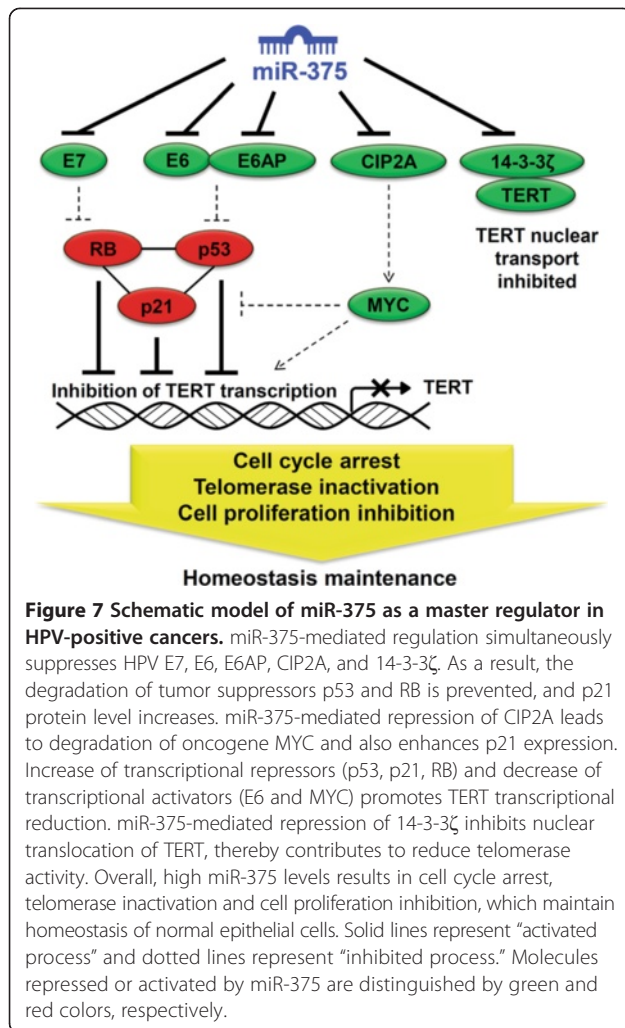 miR-375
E7 E6 E6AP CIP2A 14-3-3ζ
TERT
RB p53
TERT nuclear
transport
inhibited
p21 MYC
Inhibition of TERT transcription TERT
Cell cycle arrest
Telomerase inactivation
Cell proliferation inhibition
Homeostasis maintenance
Figure 7 Schematic model of miR-375 as a master regulator in
HPV-positive cancers. miR-375-mediated regulation simultaneously
suppresses HPV E7, E6, E6AP, CIP2A, and 14-3-3ζ. As a result, the
degradation of tumor suppressors p53 and RB is prevented, and p21
protein level increases. miR-375-mediated repression of CIP2A leads
to degradation of oncogene MYC and also enhances p21 expression.
Increase of transcriptional repressors (p53, p21, RB) and decrease of
transcriptional activators (E6 and MYC) promotes TERT transcriptional
reduction. miR-375-mediated repression of 14-3-3ζ inhibits nuclear
translocation of TERT, thereby contributes to reduce telomerase
activity. Overall, high miR-375 levels results in cell cycle arrest,
telomerase inactivation and cell proliferation inhibition, which maintain
homeostasis of normal epithelial cells. Solid lines represent “activated
process” and dotted lines represent “inhibited process.” Molecules
repressed or activated by miR-375 are distinguished by green and
red colors, respectively.